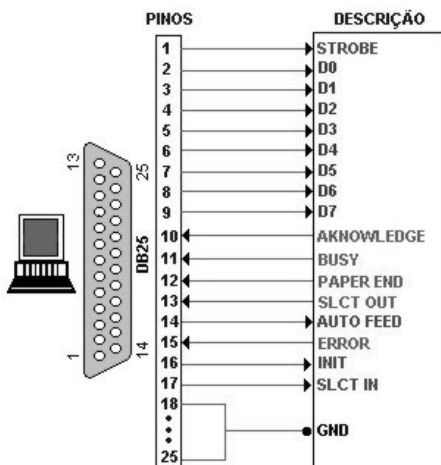 PINOS DESCRIÇÃO
1 STROBE
2 D0
3 D1
4 D2
5 D3
6 D4
7 D5
8 D6
9 D7
10 AKNOWLEDGE
11 BUSY
12 PAPER END
13 SLCT OUT
14 AUTO FEED
15 ERROR
16 INIT
17 SLCT IN
18
GND
25
13
25
DB25
1
14